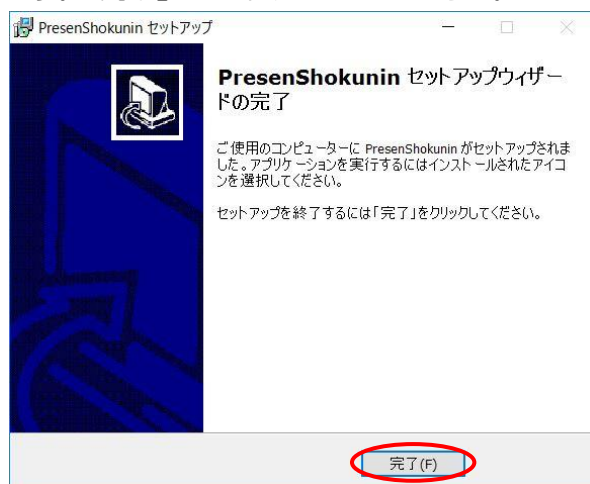 PresenShokunin セットアップ
PresenShokunin セットアップウィザー
ドの完了
ご使用のコンピューターに PresenShokunin がセットアップされま
した。アプリケーションを実行するにはインストールされたアイコ
ンを選択してください。
セットアップを終了するには「完了」をクリックしてください。
完了(F)